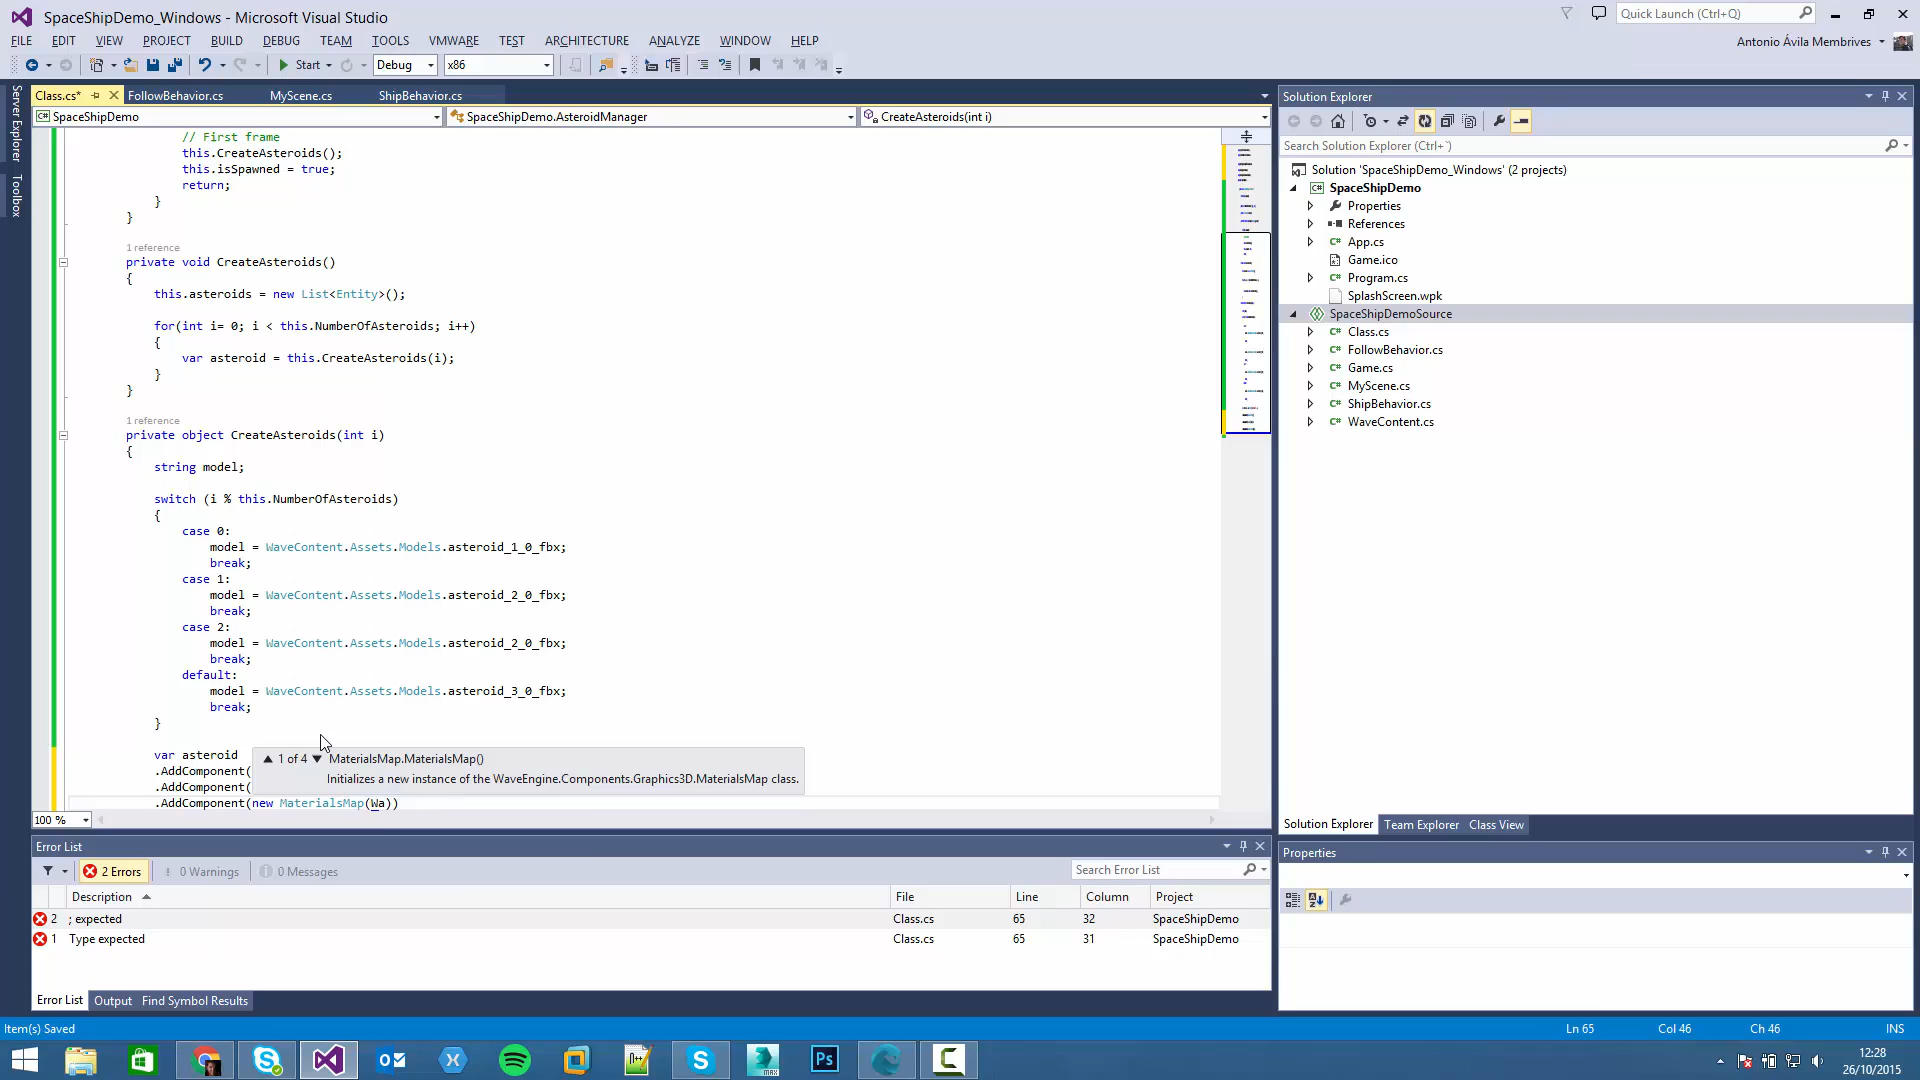 SpaceShipDemo_Windows - Microsoft Visual Studio
Quick Launch (Ctrl+Q)
FILE EDIT VIEW PROJECT BUILD DEBUG TEAM TOOLS VMWARE TEST ARCHITECTURE ANALYZE WINDOW HELP
Antonio Ávila Membrives
Start Debug x86
Server Explorer
Toolbox
Class.cs* FollowBehavior.cs MyScene.cs ShipBehavior.cs
SpaceShipDemo SpaceShipDemo.AsteroidManager CreateAsteroids(int i)
// First frame
this.CreateAsteroids();
this.isSpawned = true;
return;
}
}
1 reference
private void CreateAsteroids()
{
this.asteroids = new List<Entity>();
for(int i= 0; i < this.NumberOfAsteroids; i++)
{
var asteroid = this.CreateAsteroids(i);
}
}
1 reference
private object CreateAsteroids(int i)
{
string model;
switch (i % this.NumberOfAsteroids)
{
case 0:
model = WaveContent.Assets.Models.asteroid_1_0_fbx;
break;
case 1:
model = WaveContent.Assets.Models.asteroid_2_0_fbx;
break;
case 2:
model = WaveContent.Assets.Models.asteroid_2_0_fbx;
break;
default:
model = WaveContent.Assets.Models.asteroid_3_0_fbx;
break;
}
var asteroid
.AddComponent(
.AddComponent(
.AddComponent(new MaterialsMap(Wa))
1 of 4 MaterialsMap.MaterialsMap()
Initializes a new instance of the WaveEngine.Components.Graphics3D.MaterialsMap class.
100 %
Error List
2 Errors 0 Warnings 0 Messages
Search Error List
Description File Line Column Project
2 ; expected Class.cs 65 32 SpaceShipDemo
1 Type expected Class.cs 65 31 SpaceShipDemo
Error List Output Find Symbol Results
Solution Explorer
Search Solution Explorer (Ctrl+`)
Solution 'SpaceShipDemo_Windows' (2 projects)
SpaceShipDemo
Properties
References
App.cs
Game.ico
Program.cs
SplashScreen.wpk
SpaceShipDemoSource
Class.cs
FollowBehavior.cs
Game.cs
MyScene.cs
ShipBehavior.cs
WaveContent.cs
Solution Explorer Team Explorer Class View
Properties
Item(s) Saved
Ln 65 Col 46 Ch 46 INS
12:28
26/10/2015